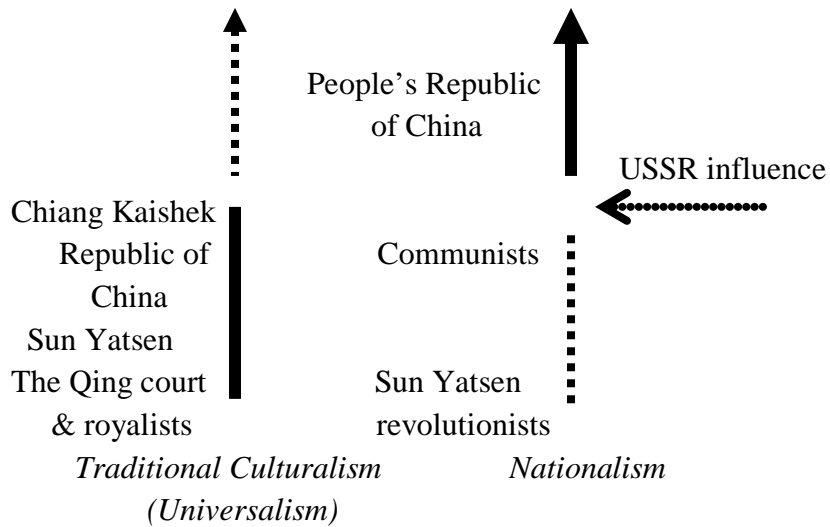 People's Republic
of China
USSR influence
Chiang Kaishek
Republic of
China
Sun Yatsen
The Qing court
& royalists
Communists
Sun Yatsen
revolutionists
Traditional Culturalism
(Universalism)
Nationalism